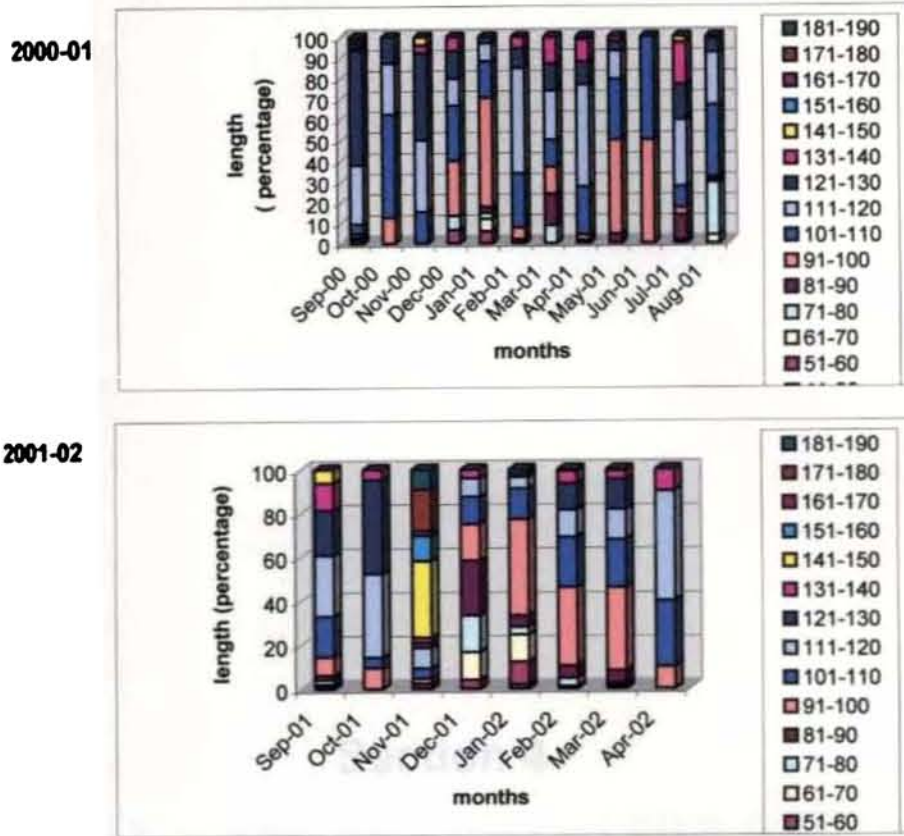 2000-01
length
( percentage)
100
90
80
70
60
50
40
30
20
10
0
Sep-00
Oct-00
Nov-00
Dec-00
Jan-01
Feb-01
Mar-01
Apr-01
May-01
Jun-01
Jul-01
Aug-01
months
181-190
171-180
161-170
151-160
141-150
131-140
121-130
111-120
101-110
91-100
81-90
71-80
61-70
51-60
2001-02
length (percentage)
100
80
60
40
20
0
Sep-01
Oct-01
Nov-01
Dec-01
Jan-02
Feb-02
Mar-02
Apr-02
months
181-190
171-180
161-170
151-160
141-150
131-140
121-130
111-120
101-110
91-100
81-90
71-80
61-70
51-60